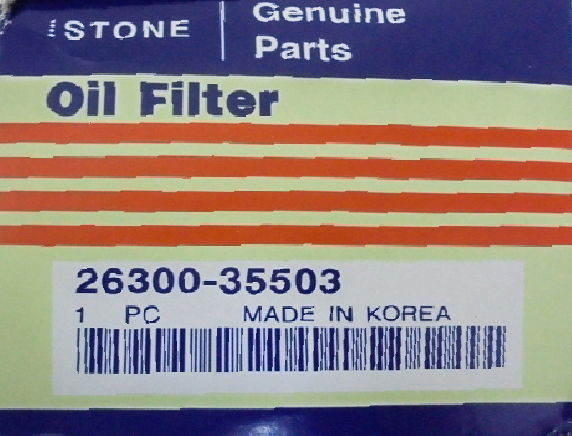 STONE
Genuine
Parts
Oil Filter
26300-35503
1 PC MADE IN KOREA